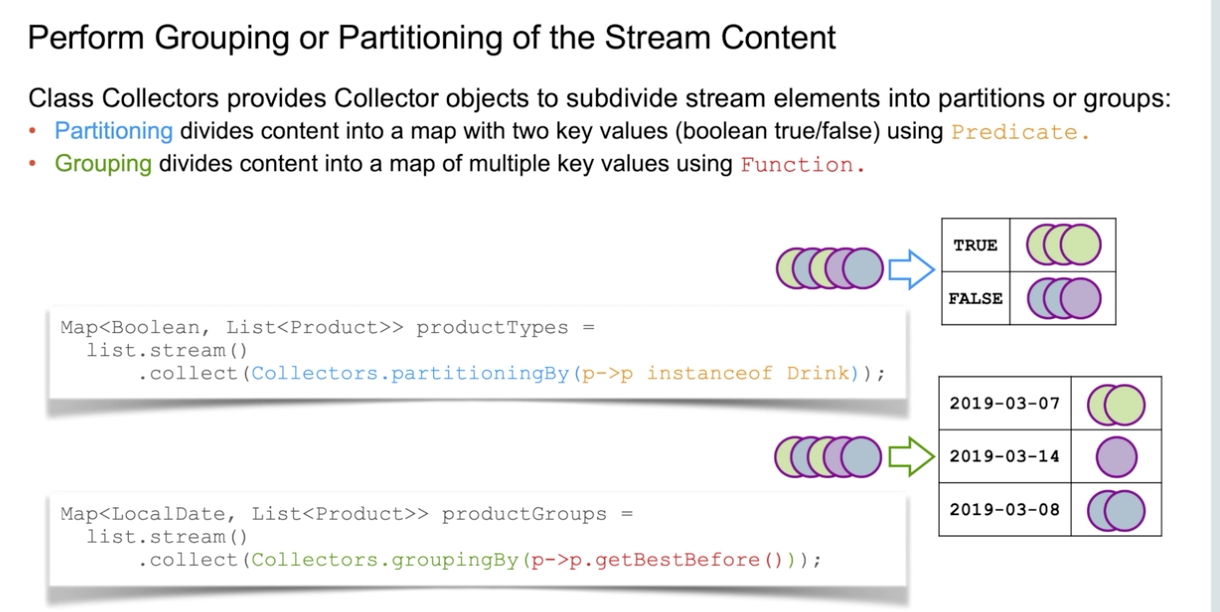 Perform Grouping or Partitioning of the Stream Content
Class Collectors provides Collector objects to subdivide stream elements into partitions or groups:
• Partitioning divides content into a map with two key values (boolean true/false) using Predicate.
• Grouping divides content into a map of multiple key values using Function.
TRUE
FALSE
Map<Boolean, List<Product>> productTypes =
list.stream()
.collect(Collectors.partitioningBy(p->p instanceof Drink));
2019-03-07
2019-03-14
2019-03-08
Map<LocalDate, List<Product>> productGroups =
list.stream()
.collect(Collectors.groupingBy(p->p.getBestBefore()));